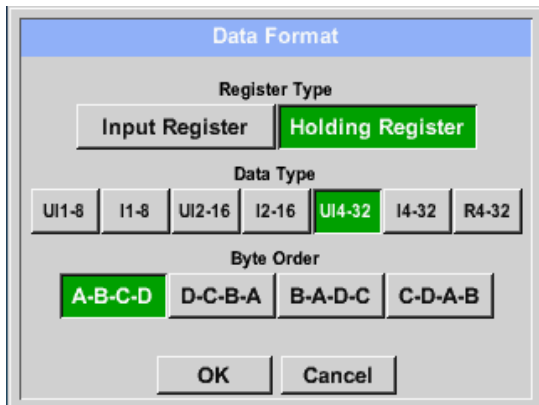 Data Format
Register Type
Input Register Holding Register
Data Type
UI1-8 I1-8 UI2-16 I2-16 UI4-32 I4-32 R4-32
Byte Order
A-B-C-D D-C-B-A B-A-D-C C-D-A-B
OK Cancel